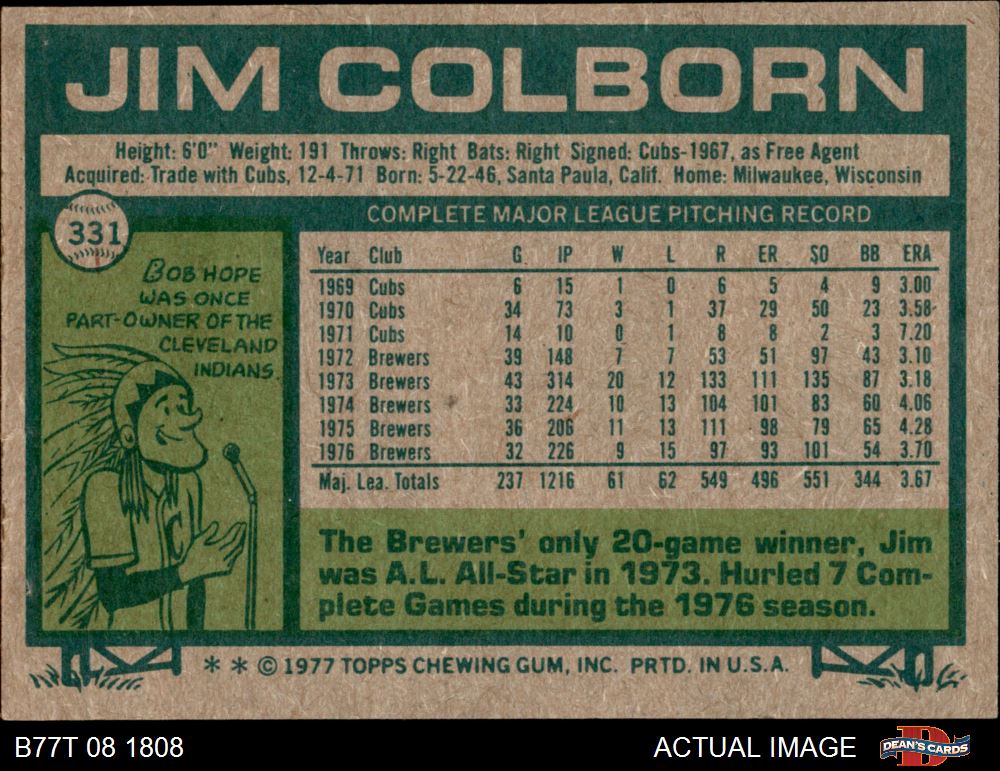 JIM COLBORN
Height: 6'0" Weight: 191 Throws: Right Bats: Right Signed: Cubs-1967, as Free Agent
Acquired: Trade with Cubs, 12-4-71 Born: 5-22-46, Santa Paula, Calif. Home: Milwaukee, Wisconsin
331
BOB HOPE
WAS ONCE
PART-OWNER OF THE
CLEVELAND
INDIANS.
C
COMPLETE MAJOR LEAGUE PITCHING RECORD
Year Club G IP W L R ER SO BB ERA
1969 Cubs 6 15 1 0 6 5 4 9 3.00
1970 Cubs 34 73 3 1 37 29 50 23 3.58
1971 Cubs 14 10 0 1 8 8 2 3 7.20
1972 Brewers 39 148 7 7 53 51 97 43 3.10
1973 Brewers 43 314 20 12 133 111 135 87 3.18
1974 Brewers 33 224 10 13 104 101 83 60 4.06
1975 Brewers 36 206 11 13 111 98 79 65 4.28
1976 Brewers 32 226 9 15 97 93 101 54 3.70
Maj. Lea. Totals 237 1216 61 62 549 496 551 344 3.67
The Brewers' only 20-game winner, Jim
was A.L. All-Star in 1973. Hurled 7 Com-
plete Games during the 1976 season.
* * © 1977 TOPPS CHEWING GUM, INC. PRTD. IN U.S.A.
B77T 08 1808 ACTUAL IMAGE DEAN'S CARDS